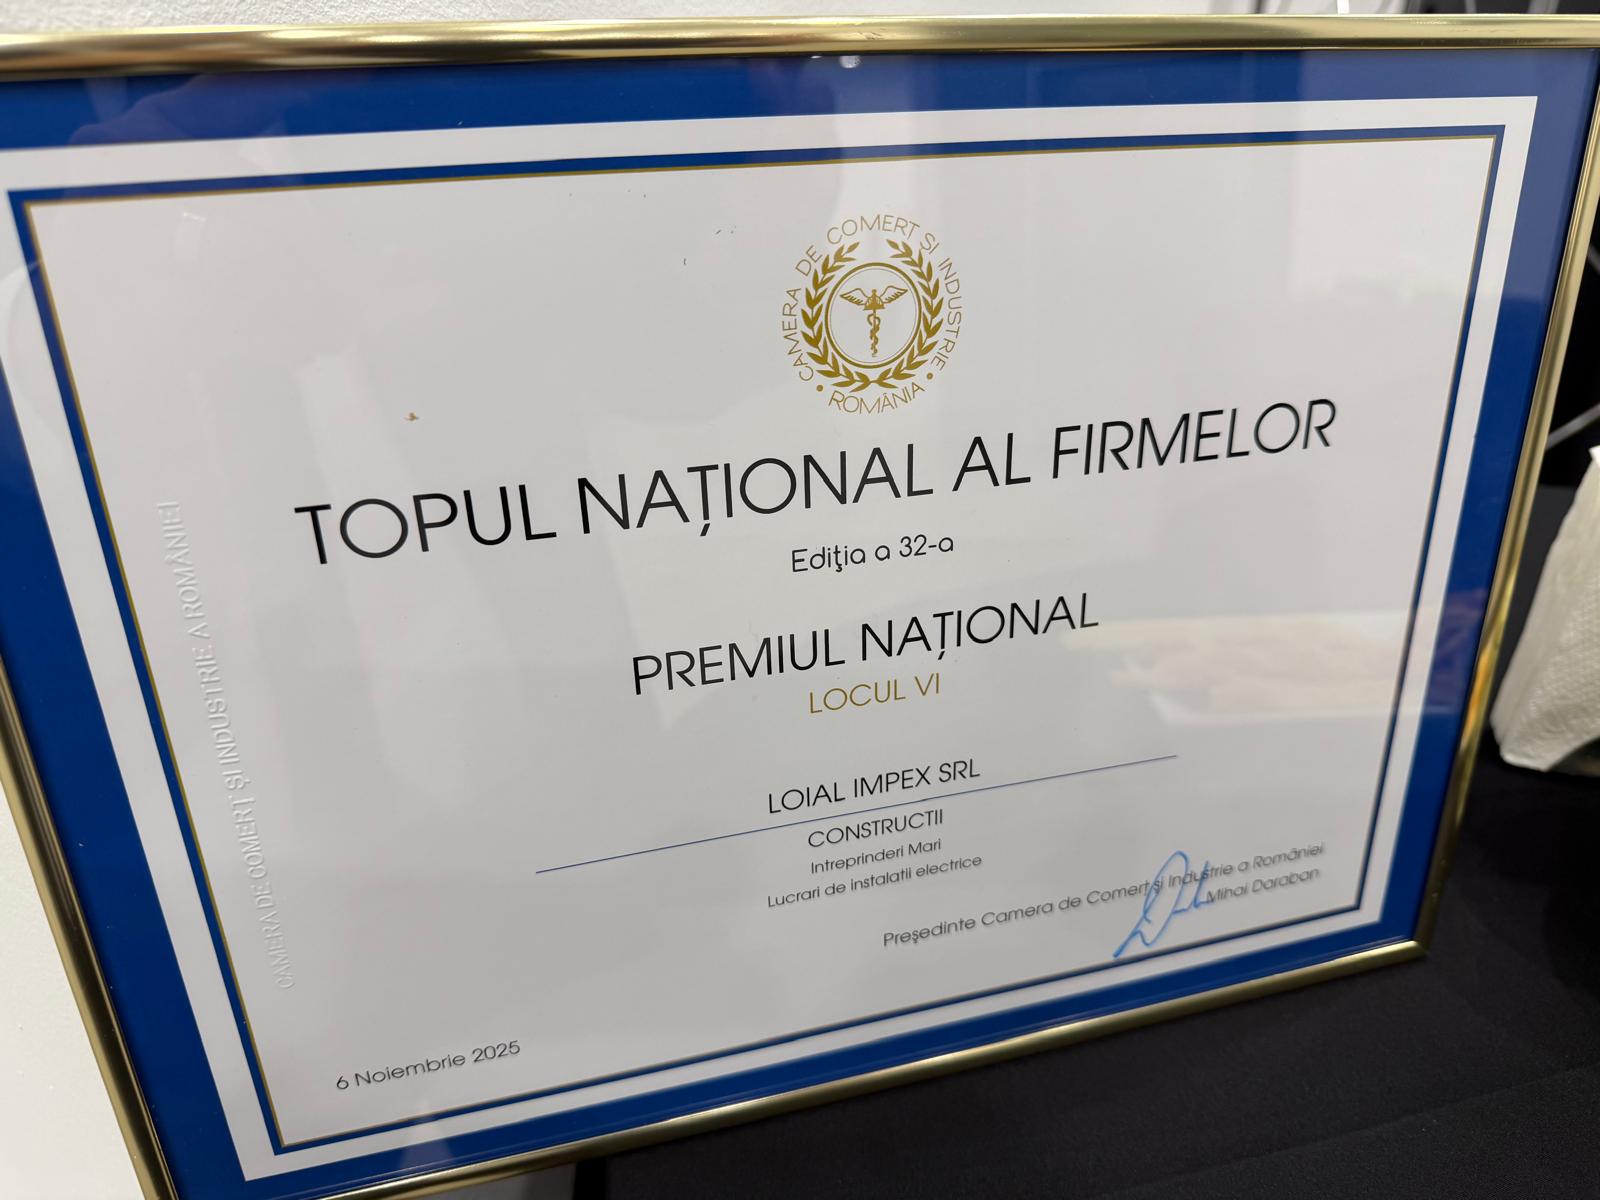 CAMERA DE COMERȚ ȘI INDUSTRIE
• ROMÂNIA •
TOPUL NAȚIONAL AL FIRMELOR
Ediţia a 32-a
PREMIUL NAȚIONAL
LOCUL VI
LOIAL IMPEX SRL
CONSTRUCTII
Intreprinderi Mari
Lucrari de instalatii electrice
Preşedinte Camera de Comerț şi Industrie a României
Mihai Daraban
6 Noiembrie 2025
CAMERA DE COMERȚ ȘI INDUSTRIE A ROMÂNIEI